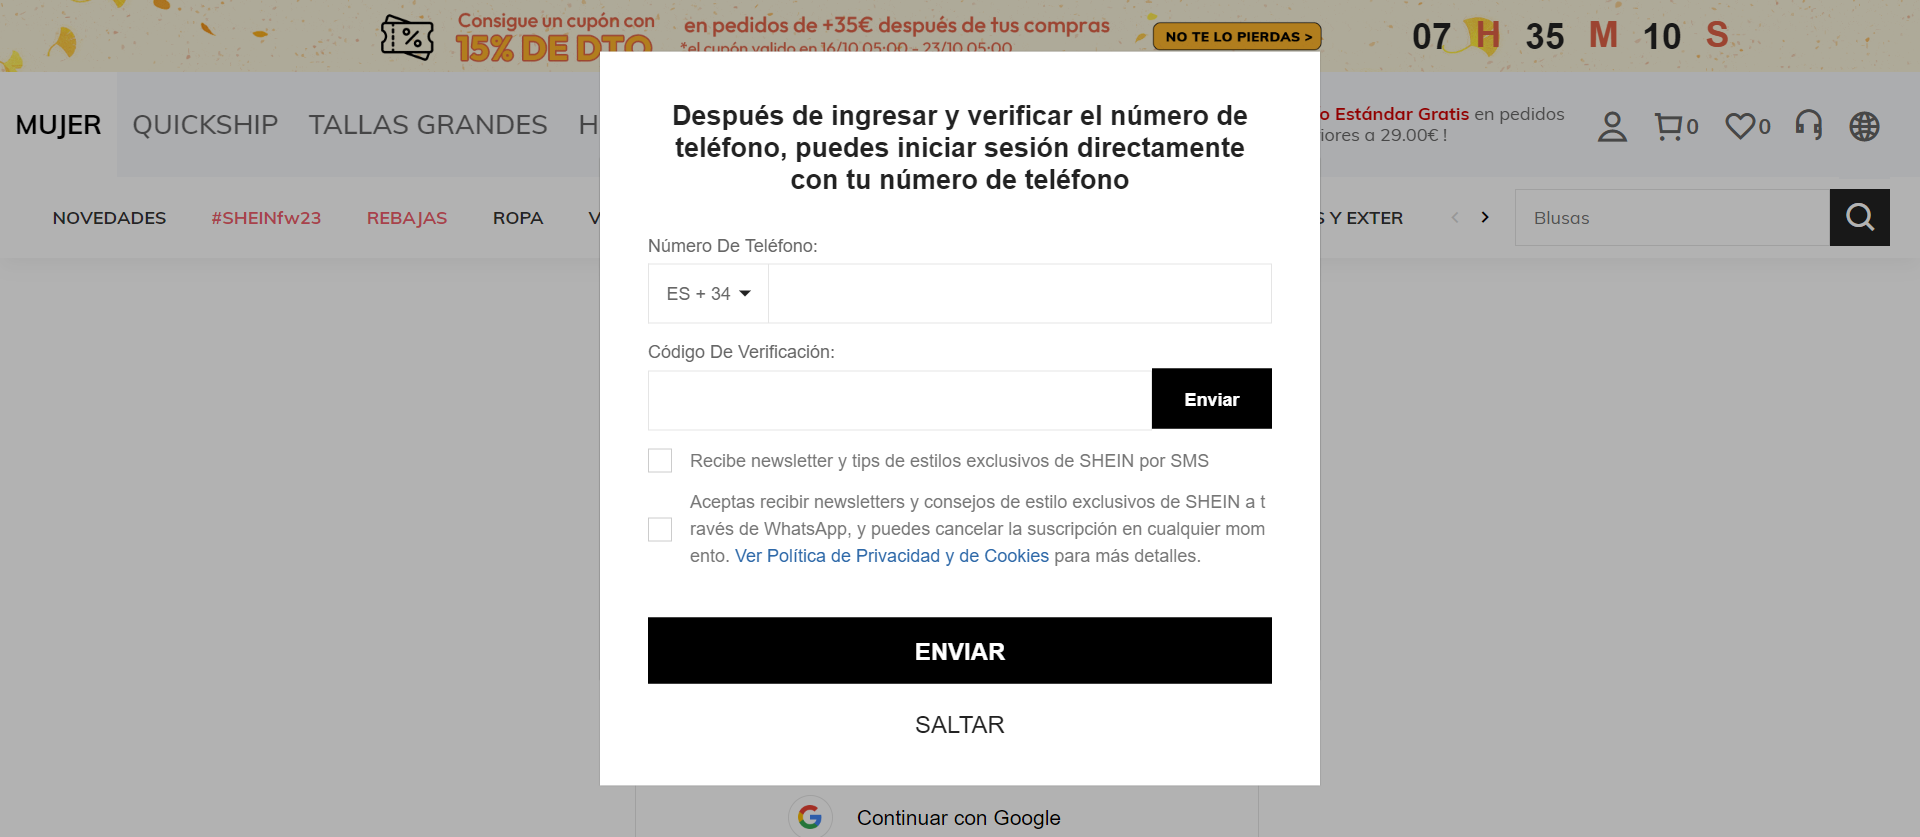 Consigue un cupón con
15% DE DTO
en pedidos de +35€ después de tus compras
*el cupón valido en 16/10 05:00 - 23/10 05:00
NO TE LO PIERDAS >
07 H 35 M 10 S
MUJER
QUICKSHIP
TALLAS GRANDES
Estándar Gratis en pedidos
29.00€ !
0
0
NOVEDADES
#SHEINfw23
REBAJAS
ROPA
Y EXTER
Blusas
Después de ingresar y verificar el número de
teléfono, puedes iniciar sesión directamente
con tu número de teléfono
Número De Teléfono:
ES + 34
Código De Verificación:
Enviar
Recibe newsletter y tips de estilos exclusivos de SHEIN por SMS
Aceptas recibir newsletters y consejos de estilo exclusivos de SHEIN a t
ravés de WhatsApp, y puedes cancelar la suscripción en cualquier mom
ento. Ver Política de Privacidad y de Cookies para más detalles.
ENVIAR
SALTAR
Continuar con Google